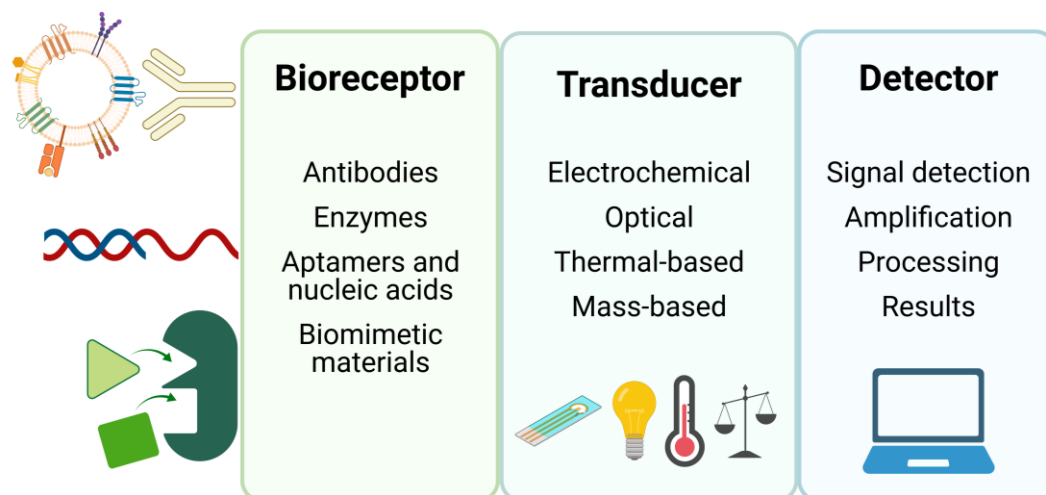 Bioreceptor
Antibodies
Enzymes
Aptamers and
nucleic acids
Biomimetic
materials
Transducer
Electrochemical
Optical
Thermal-based
Mass-based
Detector
Signal detection
Amplification
Processing
Results